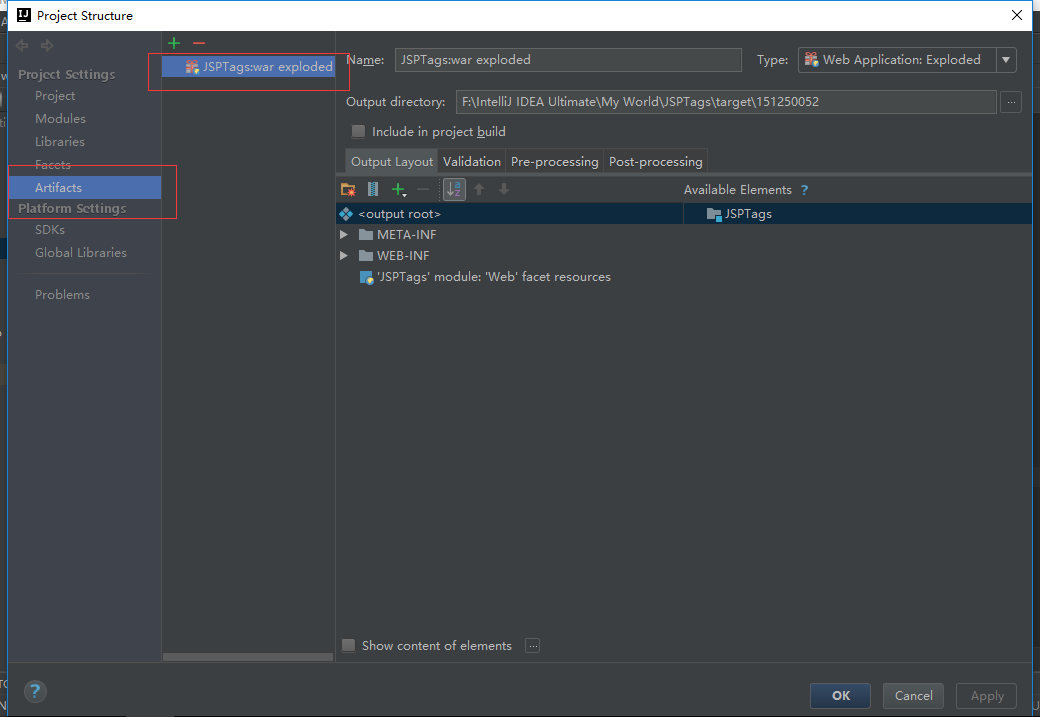 Project Structure
Project Settings
Project
Modules
Libraries
Facets
Artifacts
Platform Settings
SDKs
Global Libraries
Problems
JSPTags:war exploded
Name: JSPTags:war exploded Type: Web Application: Exploded
Output directory: F:\IntelliJ IDEA Ultimate\My World\JSPTags\target\151250052 ...
Include in project build
Output Layout Validation Pre-processing Post-processing
Available Elements ?
<output root> JSPTags
META-INF
WEB-INF
'JSPTags' module: 'Web' facet resources
Show content of elements ...
? OK Cancel Apply